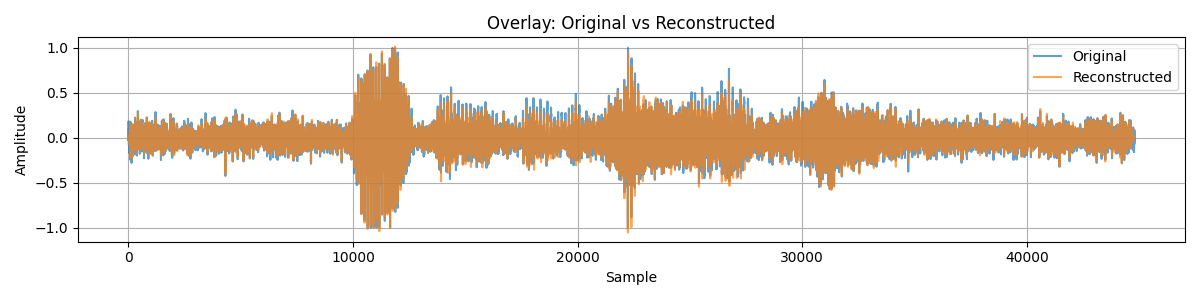 Overlay: Original vs Reconstructed
1.0
0.5
0.0
−0.5
−1.0
Amplitude
Original
Reconstructed
0
10000
20000
30000
40000
Sample